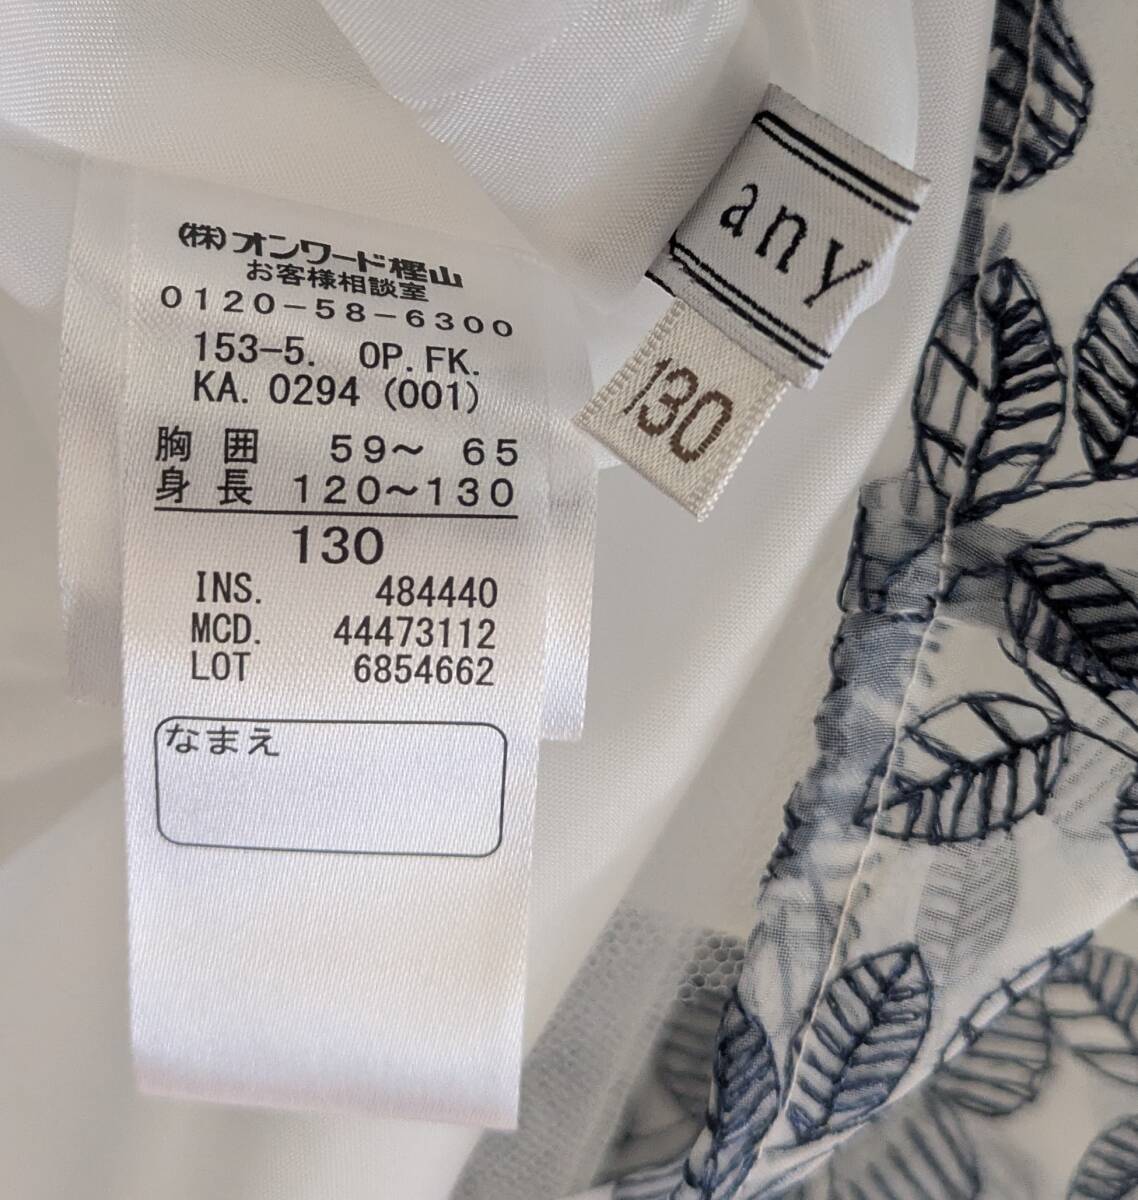 (株)オンワード樫山
お客様相談室
0120-58-6300
153-5. OP.FK.
KA. 0294 (001)
胸 囲 59～ 65
身 長 120～130
130
INS. 484440
MCD. 44473112
LOT 6854662
なまえ
any
130